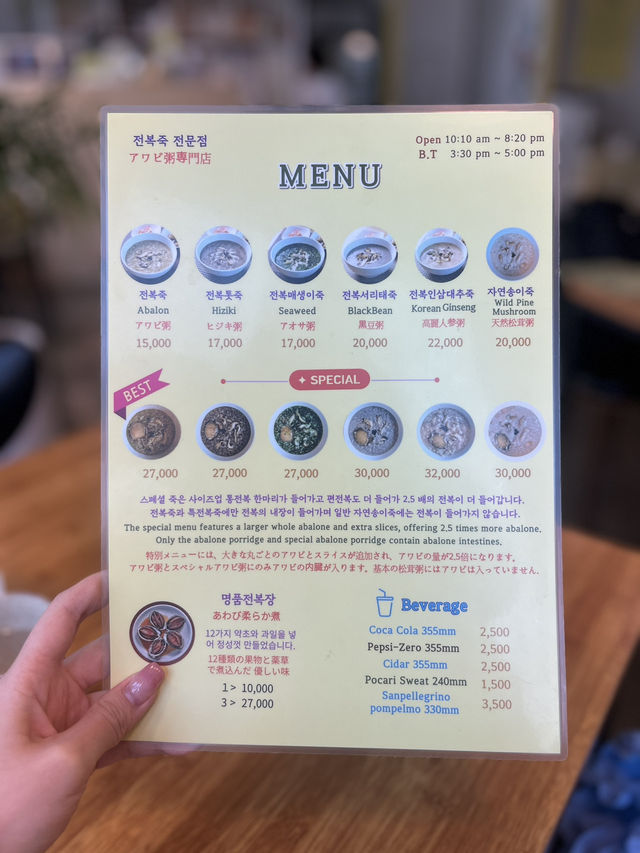 전복죽 전문점
アワビ粥専門店
Open 10:10 am ~ 8:20 pm
B.T 3:30 pm ~ 5:00 pm
MENU
전복죽
Abalon
アワビ粥
15,000
전복톳죽
Hiziki
ヒジキ粥
17,000
전복매생이죽
Seaweed
アオサ粥
17,000
전복서리태죽
BlackBean
黒豆粥
20,000
전복인삼대추죽
Korean Ginseng
高麗人参粥
22,000
자연송이죽
Wild Pine
Mushroom
天然松茸粥
20,000
BEST
SPECIAL
27,000
27,000
27,000
30,000
32,000
30,000
스페셜 죽은 사이즈업 통전복 한마리가 들어가고 편전복도 더 들어가 2.5 배의 전복이 더 들어갑니다.
전복죽과 특전복죽에만 전복의 내장이 들어가며 일반 자연송이죽에는 전복이 들어가지 않습니다.
The special menu features a larger whole abalone and extra slices, offering 2.5 times more abalone.
Only the abalone porridge and special abalone porridge contain abalone intestines.
特別メニューには、大きな丸ごとのアワビとスライスが追加され、アワビの量が2.5倍になります。
アワビ粥とスペシャルアワビ粥にのみアワビの内臓が入ります。基本の松茸粥にはアワビは入っていません.
명품전복장
あわび柔らか煮
12가지 약초와 과일을 넣
어 정성껏 만들었습니다.
12種類の果物と薬草
で煮込んだ 優しい味
1 > 10,000
3 > 27,000
Beverage
Coca Cola 355mm 2,500
Pepsi-Zero 355mm 2,500
Cidar 355mm 2,500
Pocari Sweat 240mm 1,500
Sanpellegrino
pompelmo 330mm 3,500